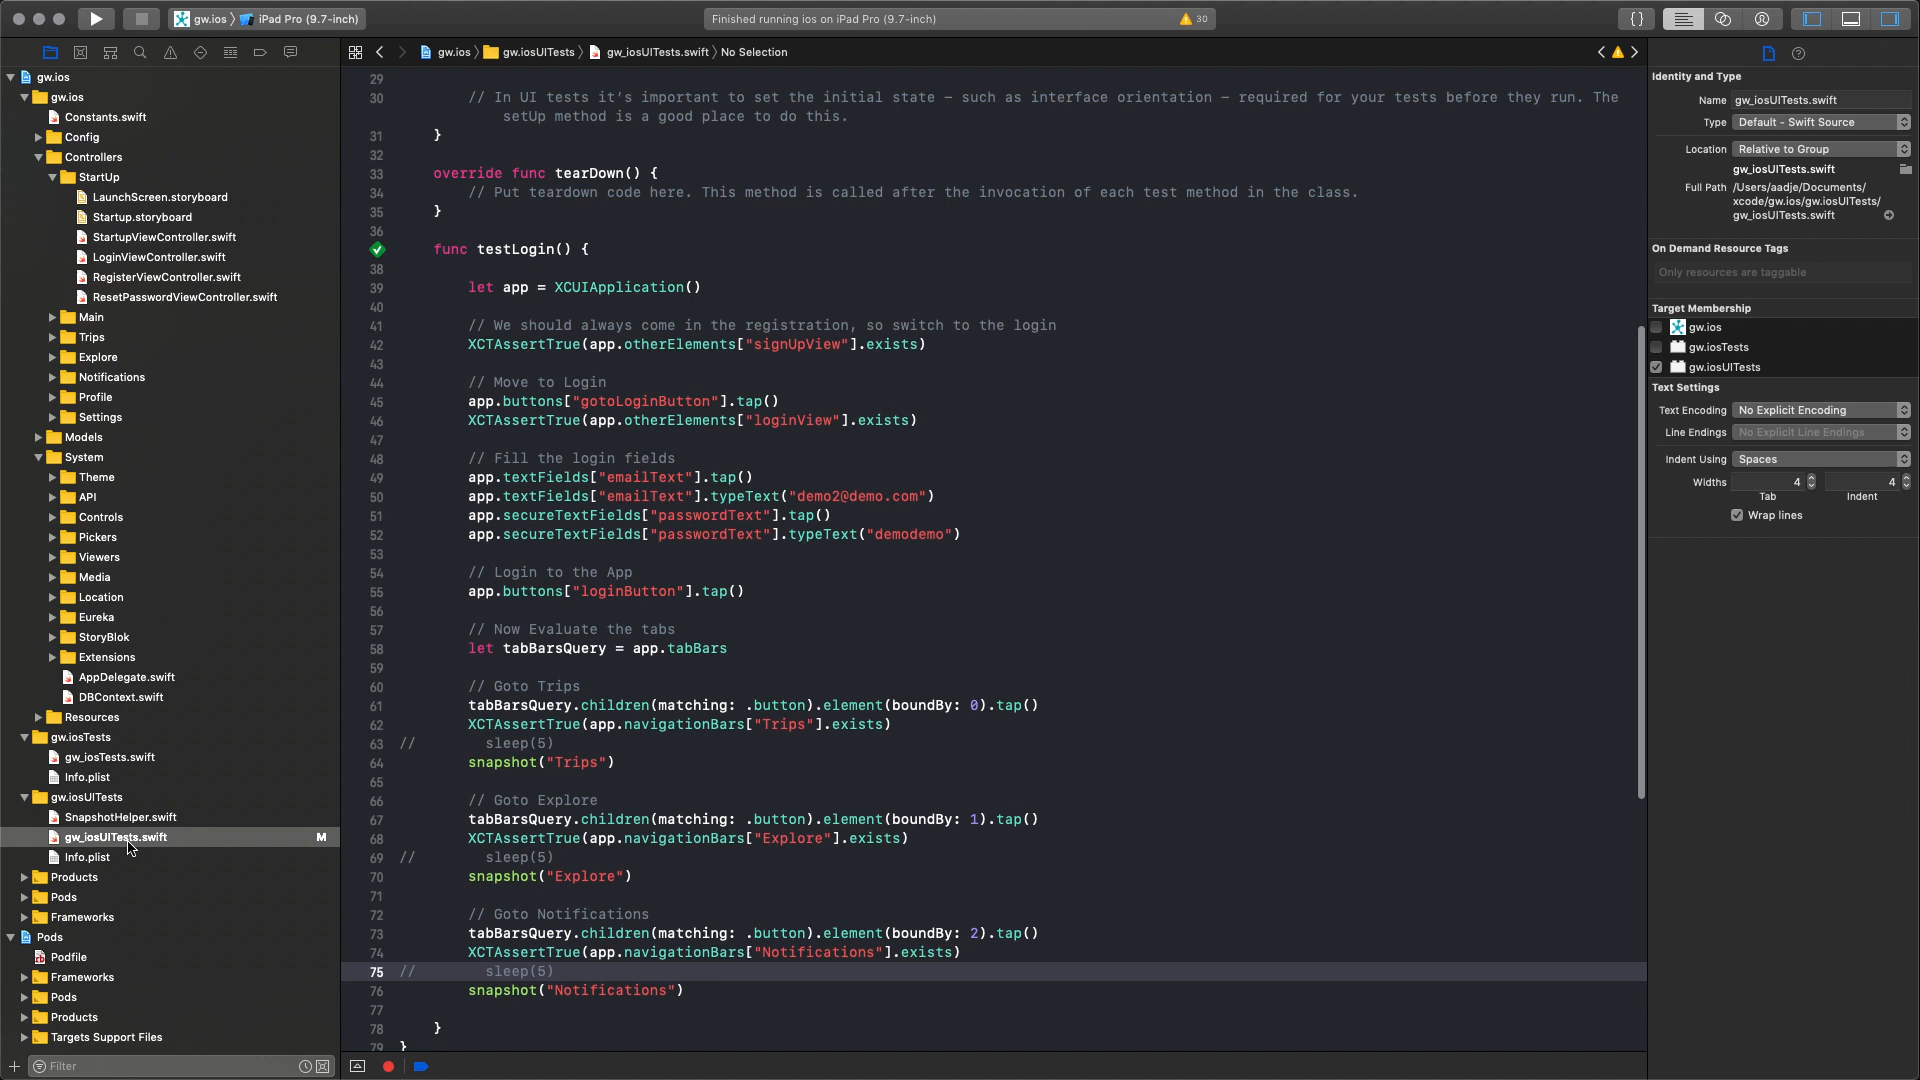 gw.ios
iPad Pro (9.7-inch)
Finished running ios on iPad Pro (9.7-inch)
30
{}
gw.ios
gw.iosUITests
gw_iosUITests.swift
No Selection
gw.ios
gw.ios
Constants.swift
Config
Controllers
StartUp
LaunchScreen.storyboard
Startup.storyboard
StartupViewController.swift
LoginViewController.swift
RegisterViewController.swift
ResetPasswordViewController.swift
Main
Trips
Explore
Notifications
Profile
Settings
Models
System
Theme
API
Controls
Pickers
Viewers
Media
Location
Eureka
StoryBlok
Extensions
AppDelegate.swift
DBContext.swift
Resources
gw.iosTests
gw_iosTests.swift
Info.plist
gw.iosUITests
SnapshotHelper.swift
gw_iosUITests.swift M
Info.plist
Products
Pods
Frameworks
Pods
Podfile
Frameworks
Pods
Products
Targets Support Files
Filter
29
30 // In UI tests it's important to set the initial state – such as interface orientation – required for your tests before they run. The
setUp method is a good place to do this.
31 }
32
33 override func tearDown() {
34 // Put teardown code here. This method is called after the invocation of each test method in the class.
35 }
36
func testLogin() {
38
39 let app = XCUIApplication()
40
41 // We should always come in the registration, so switch to the login
42 XCTAssertTrue(app.otherElements["signUpView"].exists)
43
44 // Move to Login
45 app.buttons["gotoLoginButton"].tap()
46 XCTAssertTrue(app.otherElements["loginView"].exists)
47
48 // Fill the login fields
49 app.textFields["emailText"].tap()
50 app.textFields["emailText"].typeText("demo2@demo.com")
51 app.secureTextFields["passwordText"].tap()
52 app.secureTextFields["passwordText"].typeText("demodemo")
53
54 // Login to the App
55 app.buttons["loginButton"].tap()
56
57 // Now Evaluate the tabs
58 let tabBarsQuery = app.tabBars
59
60 // Goto Trips
61 tabBarsQuery.children(matching: .button).element(boundBy: 0).tap()
62 XCTAssertTrue(app.navigationBars["Trips"].exists)
63 // sleep(5)
64 snapshot("Trips")
65
66 // Goto Explore
67 tabBarsQuery.children(matching: .button).element(boundBy: 1).tap()
68 XCTAssertTrue(app.navigationBars["Explore"].exists)
69 // sleep(5)
70 snapshot("Explore")
71
72 // Goto Notifications
73 tabBarsQuery.children(matching: .button).element(boundBy: 2).tap()
74 XCTAssertTrue(app.navigationBars["Notifications"].exists)
75 // sleep(5)
76 snapshot("Notifications")
77
78 }
79 }
Identity and Type
Name gw_iosUITests.swift
Type Default - Swift Source
Location Relative to Group
gw_iosUITests.swift
Full Path /Users/aadje/Documents/
xcode/gw.ios/gw.iosUITests/
gw_iosUITests.swift
On Demand Resource Tags
Only resources are taggable
Target Membership
gw.ios
gw.iosTests
gw.iosUITests
Text Settings
Text Encoding No Explicit Encoding
Line Endings No Explicit Line Endings
Indent Using Spaces
Widths 4 4
Tab Indent
Wrap lines